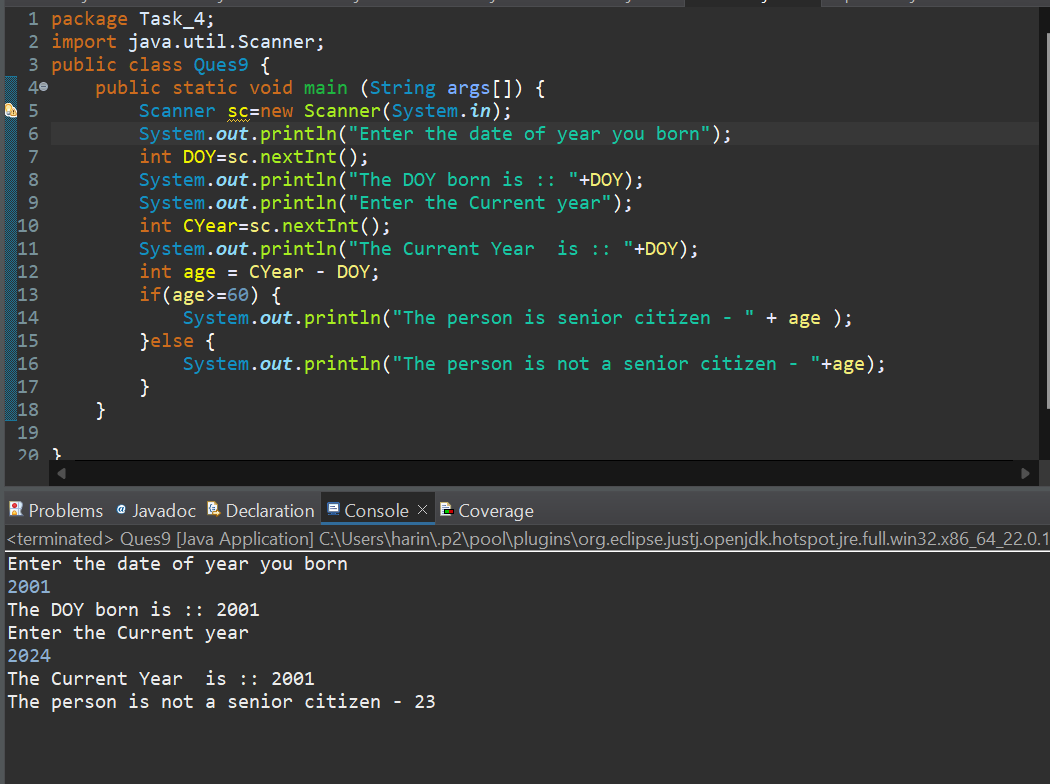 1 package Task_4;
2 import java.util.Scanner;
3 public class Ques9 {
4 public static void main (String args[]) {
5 Scanner sc=new Scanner(System.in);
6 System.out.println("Enter the date of year you born");
7 int DOY=sc.nextInt();
8 System.out.println("The DOY born is :: "+DOY);
9 System.out.println("Enter the Current year");
10 int CYear=sc.nextInt();
11 System.out.println("The Current Year  is :: "+DOY);
12 int age = CYear - DOY;
13 if(age>=60) {
14 System.out.println("The person is senior citizen - " + age );
15 }else {
16 System.out.println("The person is not a senior citizen - "+age);
17 }
18 }
19
20 }
Problems Javadoc Declaration Console Coverage
<terminated> Ques9 [Java Application] C:\Users\harin\.p2\pool\plugins\org.eclipse.justj.openjdk.hotspot.jre.full.win32.x86_64_22.0.1
Enter the date of year you born
2001
The DOY born is :: 2001
Enter the Current year
2024
The Current Year  is :: 2001
The person is not a senior citizen - 23